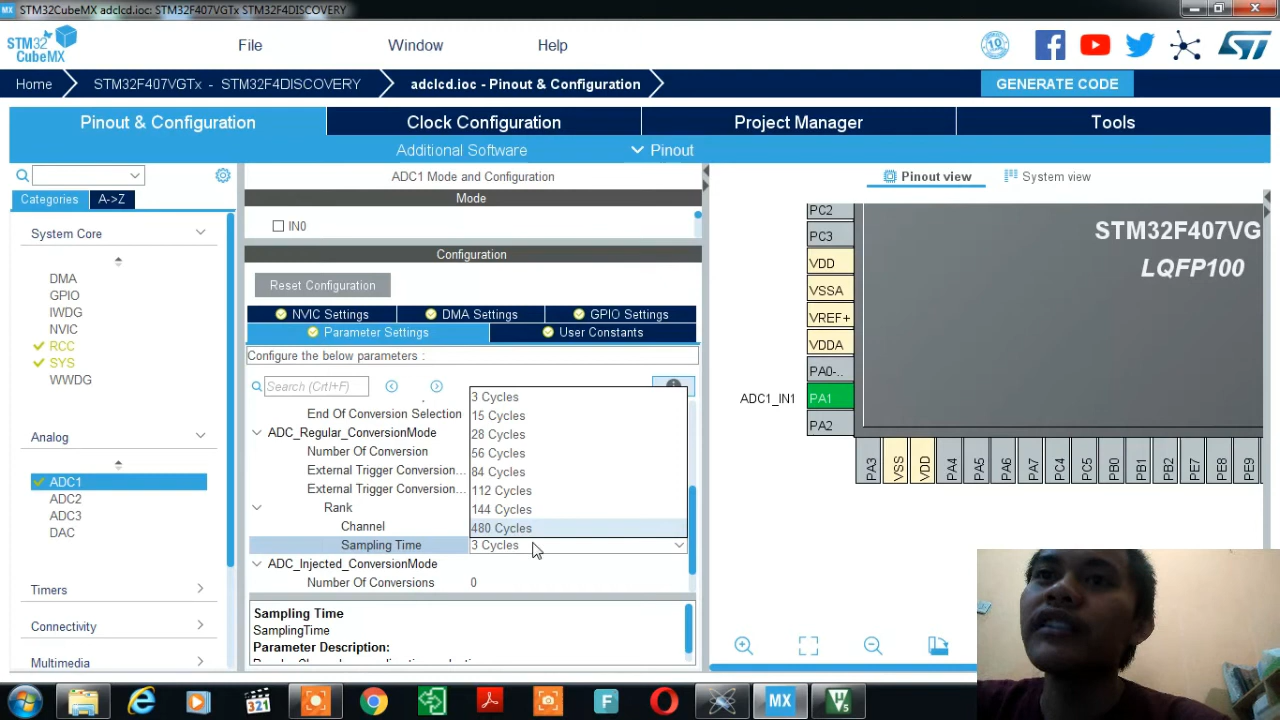 MX STM32CubeMX adclcd.ioc: STM32F407VGTx STM32F4DISCOVERY
STM32
CubeMX
File
Window
Help
10
Home
STM32F407VGTx - STM32F4DISCOVERY
adclcd.ioc - Pinout & Configuration
GENERATE CODE
Pinout & Configuration
Clock Configuration
Project Manager
Tools
Additional Software
Pinout
Categories
A->Z
System Core
DMA
GPIO
IWDG
NVIC
RCC
SYS
WWDG
Analog
ADC1
ADC2
ADC3
DAC
Timers
Connectivity
Multimedia
ADC1 Mode and Configuration
Mode
IN0
Configuration
Reset Configuration
NVIC Settings
DMA Settings
GPIO Settings
Parameter Settings
User Constants
Configure the below parameters :
Search (CrtI+F)
End Of Conversion Selection
ADC_Regular_ConversionMode
Number Of Conversion
External Trigger Conversion...
External Trigger Conversion...
Rank
Channel
Sampling Time
3 Cycles
15 Cycles
28 Cycles
56 Cycles
84 Cycles
112 Cycles
144 Cycles
480 Cycles
3 Cycles
ADC_Injected_ConversionMode
Number Of Conversions
0
Sampling Time
SamplingTime
Parameter Description:
Pinout view
System view
PC2
PC3
VDD
VSSA
VREF+
VDDA
PA0-..
ADC1_IN1
PA1
PA2
STM32F407VG
LQFP100
PA3
VSS
VDD
PA4
PA5
PA6
PA7
PC4
PC5
PB0
PB1
PB2
PE7
PE8
PE9
321
F
MX
V5